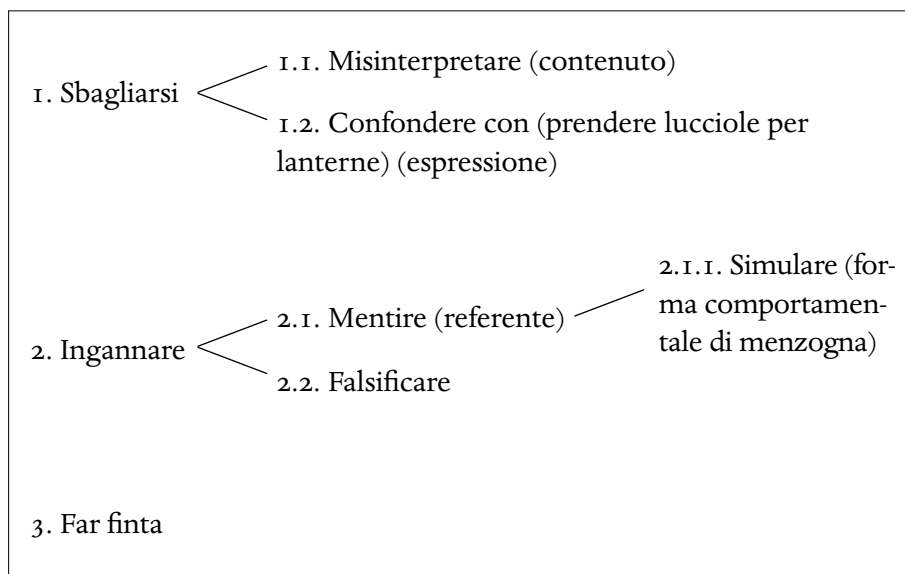 1. Sbagliarsi
1.1. Misinterpretare (contenuto)
1.2. Confondere con (prendere lucciole per
lanterne) (espressione)
2. Ingannare
2.1. Mentire (referente)
2.1.1. Simulare (for-
ma comportamen-
tale di menzogna)
2.2. Falsificare
3. Far finta